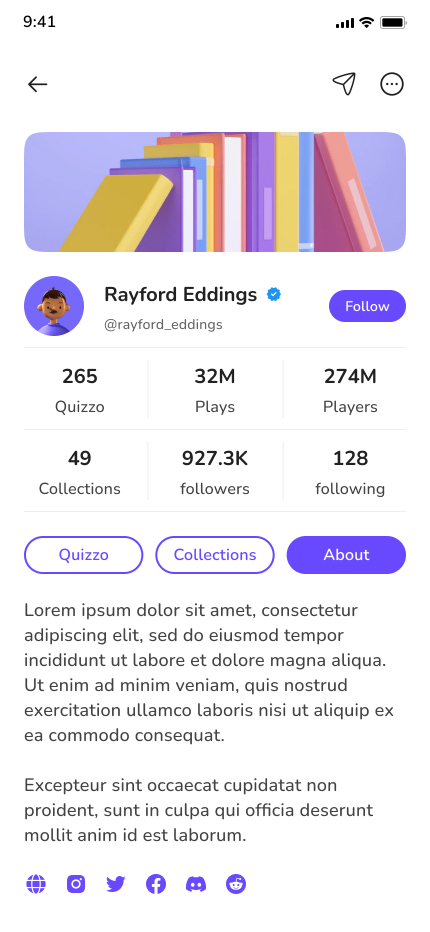 9:41
Rayford Eddings
@rayford_eddings
Follow
265 32M 274M
Quizzo Plays Players
49 927.3K 128
Collections followers following
Quizzo Collections About
Lorem ipsum dolor sit amet, consectetur
adipiscing elit, sed do eiusmod tempor
incididunt ut labore et dolore magna aliqua.
Ut enim ad minim veniam, quis nostrud
exercitation ullamco laboris nisi ut aliquip ex
ea commodo consequat.
Excepteur sint occaecat cupidatat non
proident, sunt in culpa qui officia deserunt
mollit anim id est laborum.